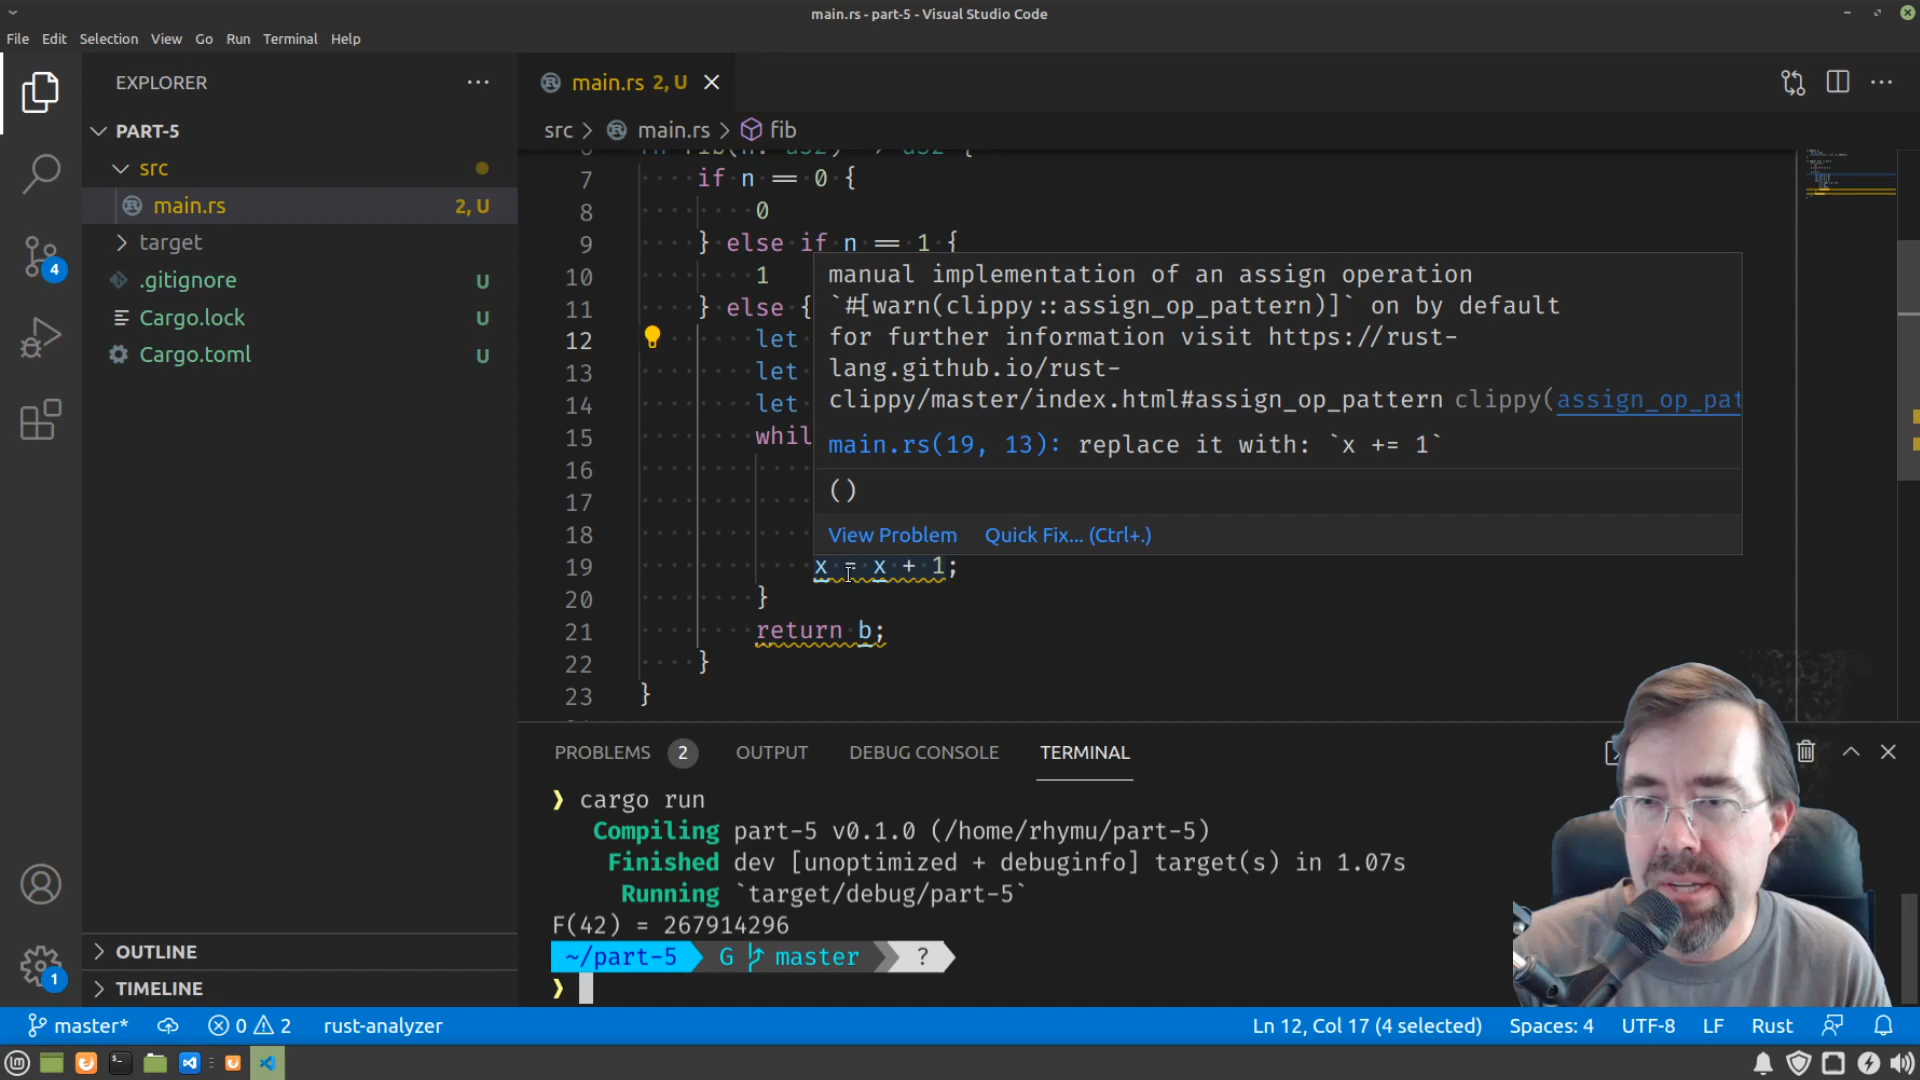 main.rs - part-5 - Visual Studio Code
File Edit Selection View Go Run Terminal Help
EXPLORER
main.rs 2, U
PART-5
src > main.rs > fib
src
main.rs 2, U
target
.gitignore U
Cargo.lock U
Cargo.toml U
7 if n == 0 {
8 0
9 } else if n == 1 {
10 1
11 } else {
12 let
13 let
14 let
15 whil
16
17
18
19 x = x + 1;
20 }
21 return b;
22 }
23 }
manual implementation of an assign operation
`#[warn(clippy::assign_op_pattern)]` on by default
for further information visit https://rust-
lang.github.io/rust-
clippy/master/index.html#assign_op_pattern clippy(assign_op_pat
main.rs(19, 13): replace it with: `x += 1`
()
View Problem Quick Fix... (Ctrl+.)
PROBLEMS 2 OUTPUT DEBUG CONSOLE TERMINAL
❯ cargo run
Compiling part-5 v0.1.0 (/home/rhymu/part-5)
Finished dev [unoptimized + debuginfo] target(s) in 1.07s
Running `target/debug/part-5`
F(42) = 267914296
~/part-5 G master ?
❯
4
1
OUTLINE
TIMELINE
master* 0 2 rust-analyzer Ln 12, Col 17 (4 selected) Spaces: 4 UTF-8 LF Rust